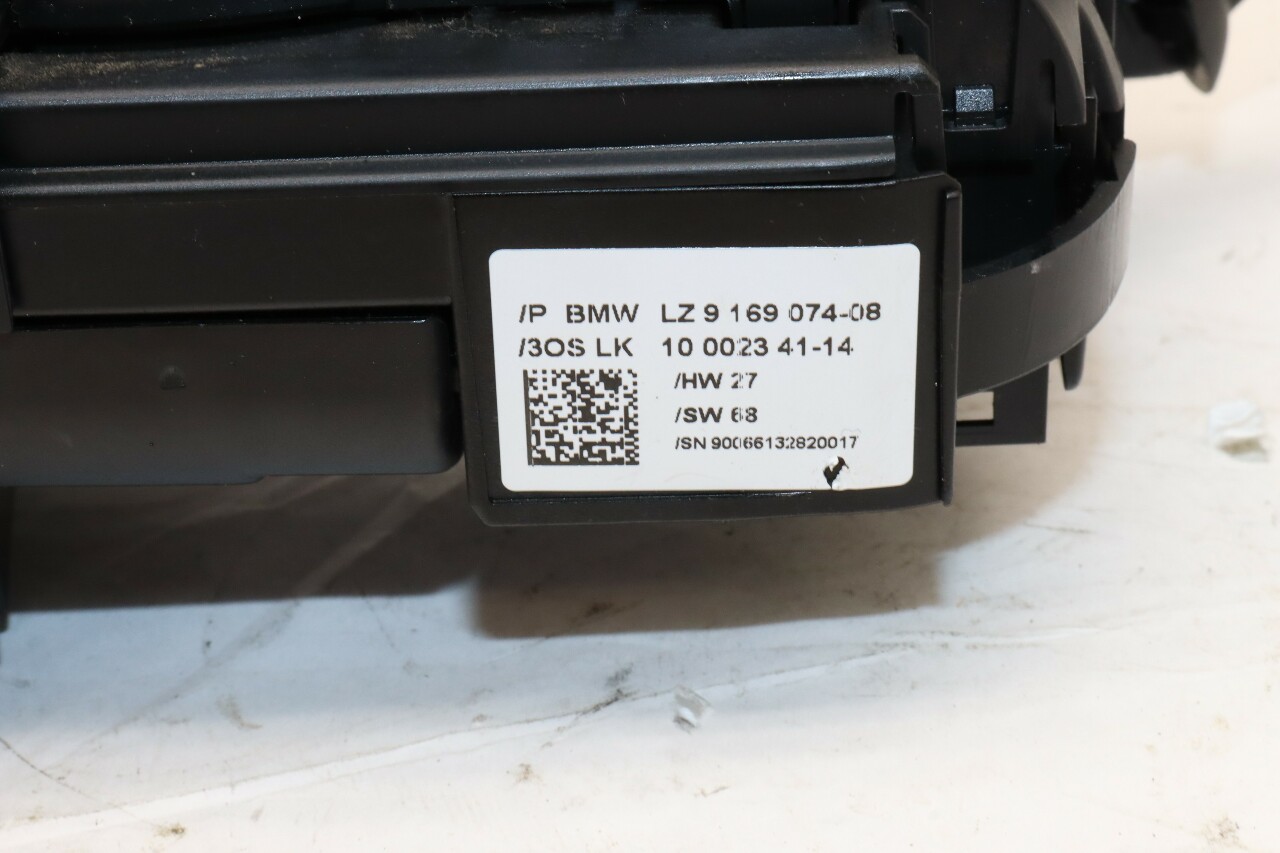 /P BMW LZ 9 169 074-08
/3OS LK 10 0023 41-14
/HW 27
/SW 68
/SN 90066132820017